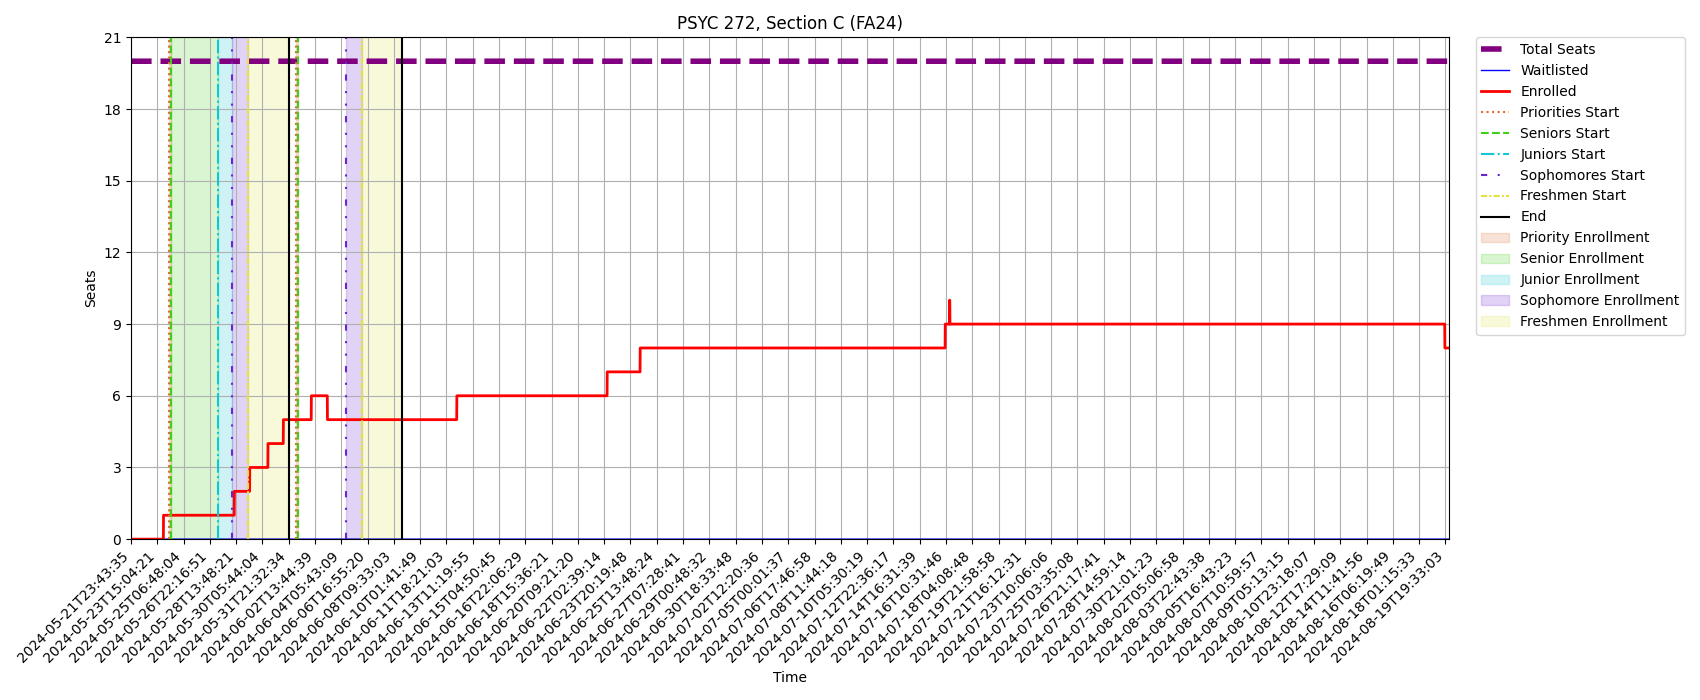 PSYC 272, Section C (FA24)
21
18
15
12
9
6
3
0
Seats
2024-05-21T23:43:35
2024-05-23T15:04:21
2024-05-25T06:48:04
2024-05-26T22:16:51
2024-05-28T13:48:21
2024-05-30T05:44:04
2024-05-31T21:32:34
2024-06-02T13:44:39
2024-06-04T05:43:09
2024-06-06T16:55:20
2024-06-08T09:33:03
2024-06-10T01:41:49
2024-06-11T18:21:03
2024-06-13T11:19:55
2024-06-15T04:50:45
2024-06-16T22:06:29
2024-06-18T15:36:21
2024-06-20T09:21:20
2024-06-22T02:39:14
2024-06-23T20:19:48
2024-06-25T13:48:24
2024-06-27T07:28:41
2024-06-29T00:48:32
2024-06-30T18:33:48
2024-07-02T12:20:36
2024-07-05T00:01:37
2024-07-06T17:46:58
2024-07-08T11:44:18
2024-07-10T05:30:19
2024-07-12T22:36:17
2024-07-14T16:31:39
2024-07-16T10:31:46
2024-07-18T04:08:48
2024-07-19T21:58:58
2024-07-21T16:12:31
2024-07-23T10:06:06
2024-07-25T03:35:08
2024-07-26T21:17:41
2024-07-28T14:59:14
2024-07-30T21:01:23
2024-08-02T05:06:58
2024-08-03T22:43:38
2024-08-05T16:43:23
2024-08-07T10:59:57
2024-08-09T05:13:15
2024-08-10T23:18:07
2024-08-12T17:29:09
2024-08-14T11:41:56
2024-08-16T06:19:49
2024-08-18T01:15:33
2024-08-19T19:33:03
Time
Total Seats
Waitlisted
Enrolled
Priorities Start
Seniors Start
Juniors Start
Sophomores Start
Freshmen Start
End
Priority Enrollment
Senior Enrollment
Junior Enrollment
Sophomore Enrollment
Freshmen Enrollment